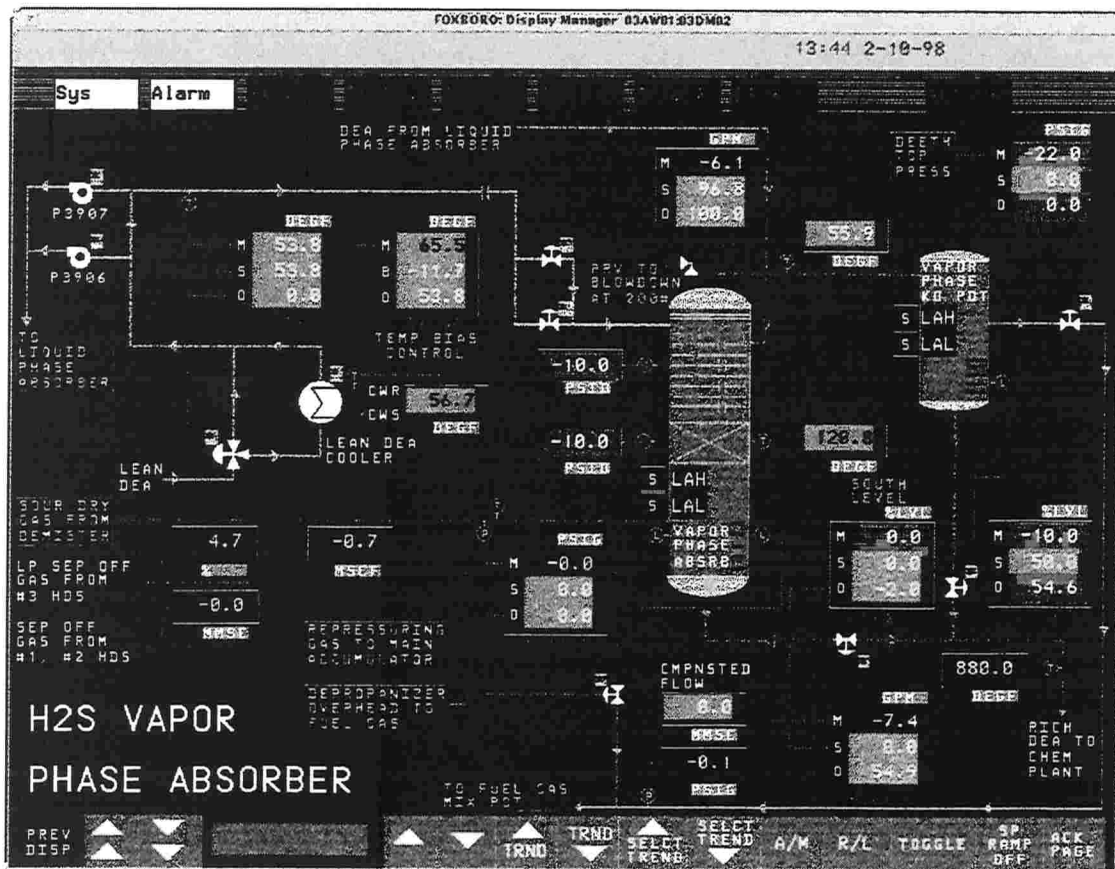 FOXBORO: Display Manager 03AW01:03DM02
13:44 2-10-98
Sys
Alarm
DEA FROM LIQUID
PHASE ABSORBER
GPM
M -6.1
S 96.8
O 100.0
TOP
PRESS
PSIG
M -22.0
S 0.0
O 0.0
P3907
P3906
DEGF
M 53.8
S 53.8
O 0.0
DEGF
M 65.5
B -11.7
O 53.8
TEMP BIAS
CONTROL
PRV TO
BLOWDOWN
AT 200#
55.9
DEGF
VAPOR
PHASE
KO POT
S LAH
S LAL
TO
LIQUID
PHASE
ABSORBER
CWR
CWS
56.7
DEGF
LEAN DEA
COOLER
LEAN
DEA
-10.0
-10.0
120.8
DEGF
S LAH
S LAL
VAPOR
PHASE
ABSRB
SOUTH
LEVEL
M 0.0
S 0.0
O -2.0
M -10.0
S 50.0
O 54.6
SOUR DRY
GAS FROM
DEMISTER
LP SEP OFF
GAS FROM
#3 HDS
SEP OFF
GAS FROM
#1, #2 HDS
4.7
-0.0
-0.7
MSCF
PSIG
M -0.0
S 0.0
O 0.0
REPRESSURING
GAS TO MAIN
ACCUMULATOR
DEPROPANIZER
OVERHEAD TO
FUEL GAS
CMPNSTED
FLOW
0.0
-0.1
PSIG
880.0
DEGF
GPM
M -7.4
S 0.0
RICH
DEA TO
CHEM
PLANT
H2S VAPOR
PHASE ABSORBER
TO FUEL GAS
MIX POT
PREV
DISP
TRND
TRND
SELCT
TREND
SELCT
TREND
A/M
R/L
TOGGLE
SP
RAMP
OFF
ACK
PAGE